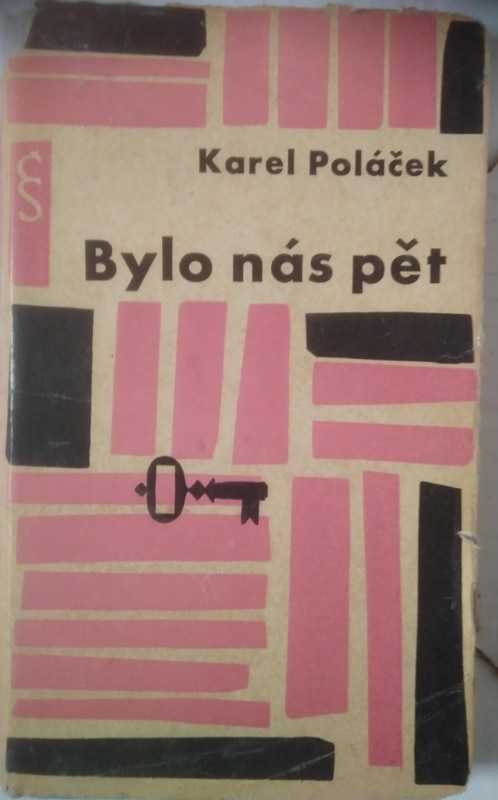 Karel Poláček
Bylo nás pět